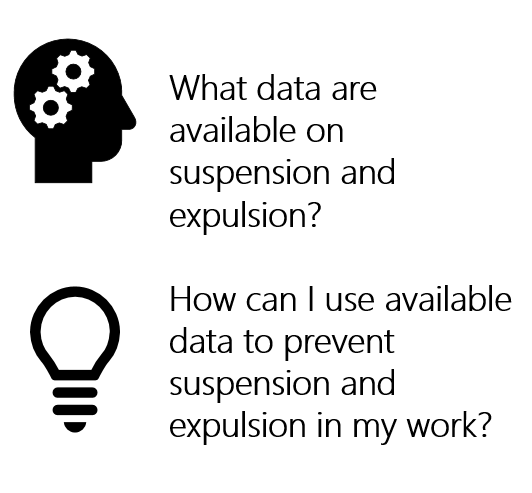 What data are
available on
suspension and
expulsion?
How can I use available
data to prevent
suspension and
expulsion in my work?